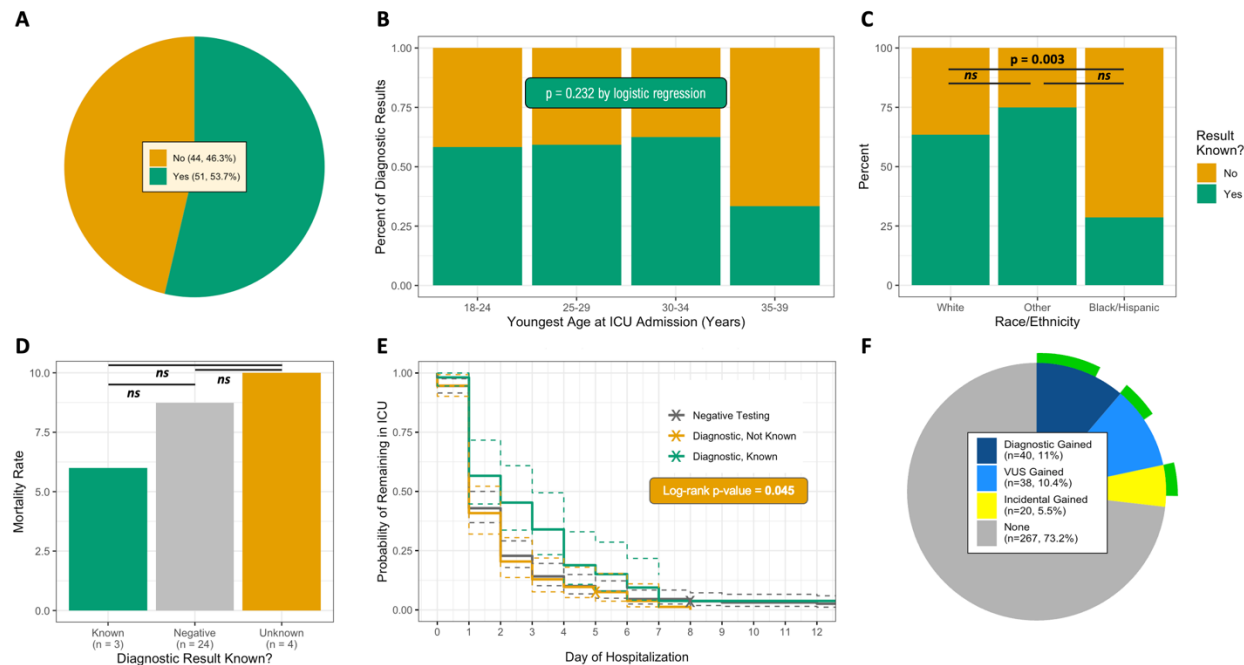 A
No (44, 46.3%)
Yes (51, 53.7%)
B
Percent of Diagnostic Results
1.00
0.75
0.50
0.25
0.00
p = 0.232 by logistic regression
18-24
25-29
30-34
35-39
Youngest Age at ICU Admission (Years)
C
Percent
100
75
50
25
0
p = 0.003
ns
ns
White
Other
Black/Hispanic
Race/Ethnicity
Result
Known?
No
Yes
D
Mortality Rate
10.0
7.5
5.0
2.5
0.0
ns
ns
ns
Known
(n = 3)
Negative
(n = 24)
Unknown
(n = 4)
Diagnostic Result Known?
E
Probability of Remaining in ICU
1.00
0.75
0.50
0.25
0.00
Negative Testing
Diagnostic, Not Known
Diagnostic, Known
Log-rank p-value = 0.045
0 1 2 3 4 5 6 7 8 9 10 11 12
Day of Hospitalization
F
Diagnostic Gained
(n=40, 11%)
VUS Gained
(n=38, 10.4%)
Incidental Gained
(n=20, 5.5%)
None
(n=267, 73.2%)